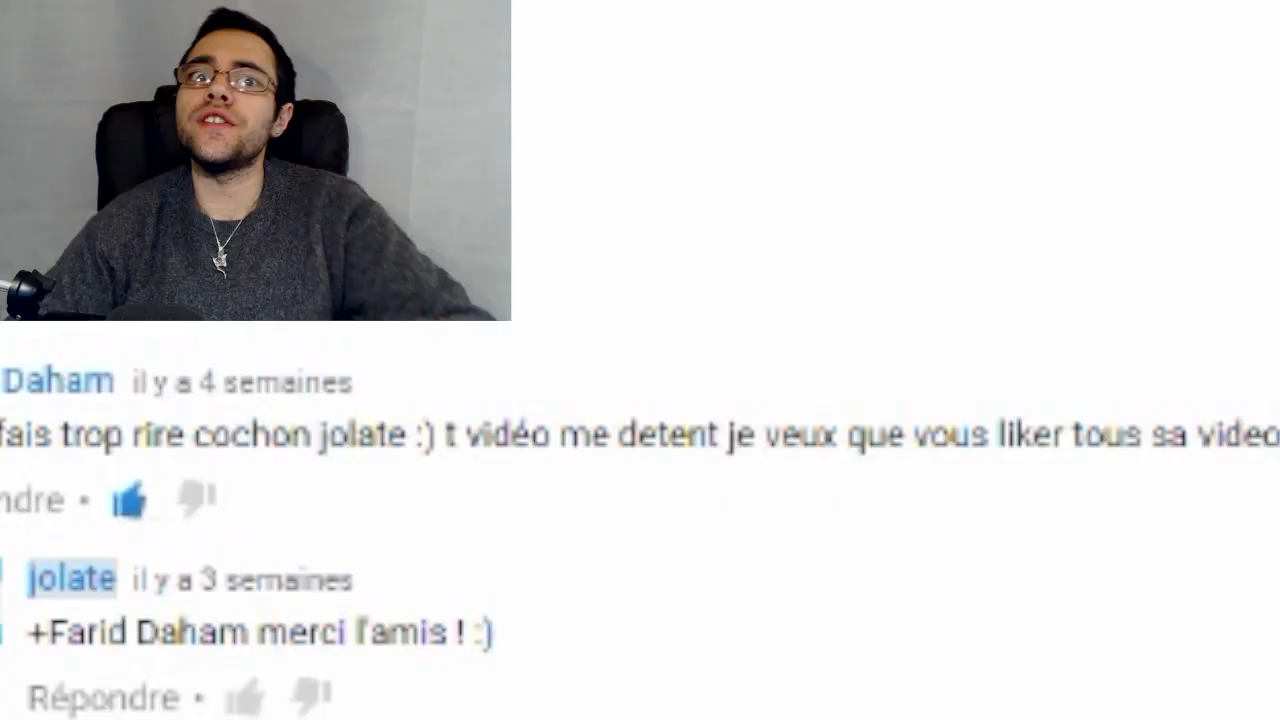 Daham il y a 4 semaines
fais trop rire cochon jolate :) t vidéo me detent je veux que vous liker tous sa video
ndre •
jolate il y a 3 semaines
+Farid Daham merci l'amis ! :)
Répondre •